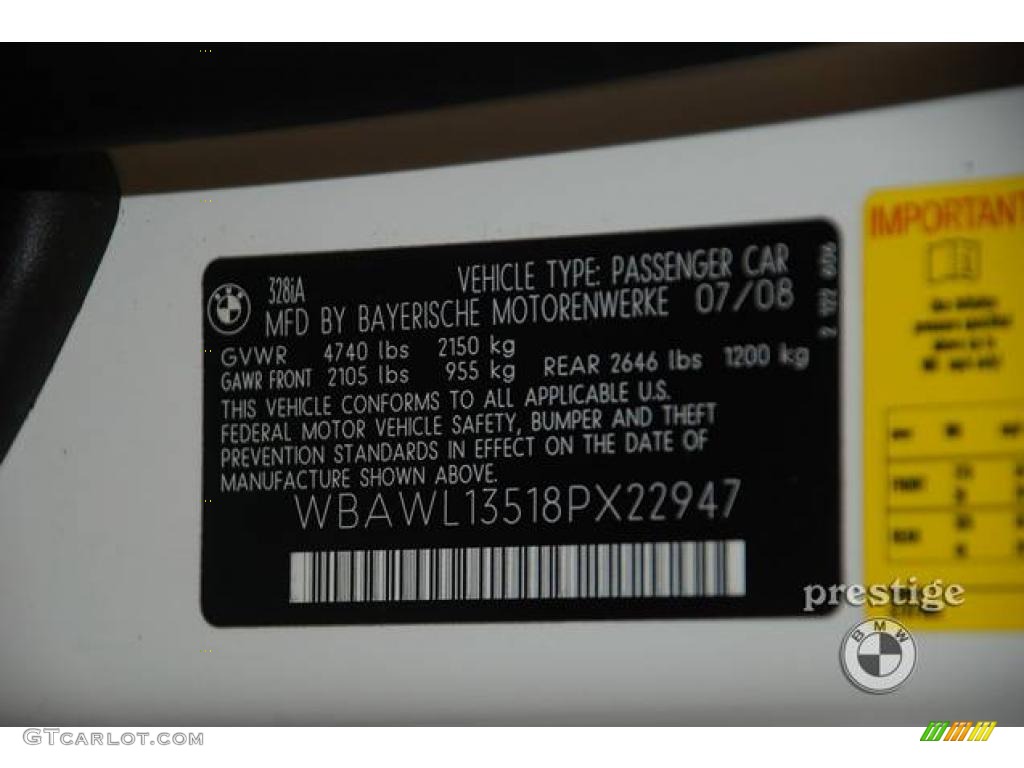 328iA
VEHICLE TYPE: PASSENGER CAR
MFD BY BAYERISCHE MOTORENWERKE 07/08
GVWR 4740 lbs 2150 kg
GAWR FRONT 2105 lbs 955 kg REAR 2646 lbs 1200 kg
THIS VEHICLE CONFORMS TO ALL APPLICABLE U.S.
FEDERAL MOTOR VEHICLE SAFETY, BUMPER AND THEFT
PREVENTION STANDARDS IN EFFECT ON THE DATE OF
MANUFACTURE SHOWN ABOVE.
WBAWL13518PX22947
IMPORTANT
FRONT
REAR
prestige
BMW
GTcarlot.com